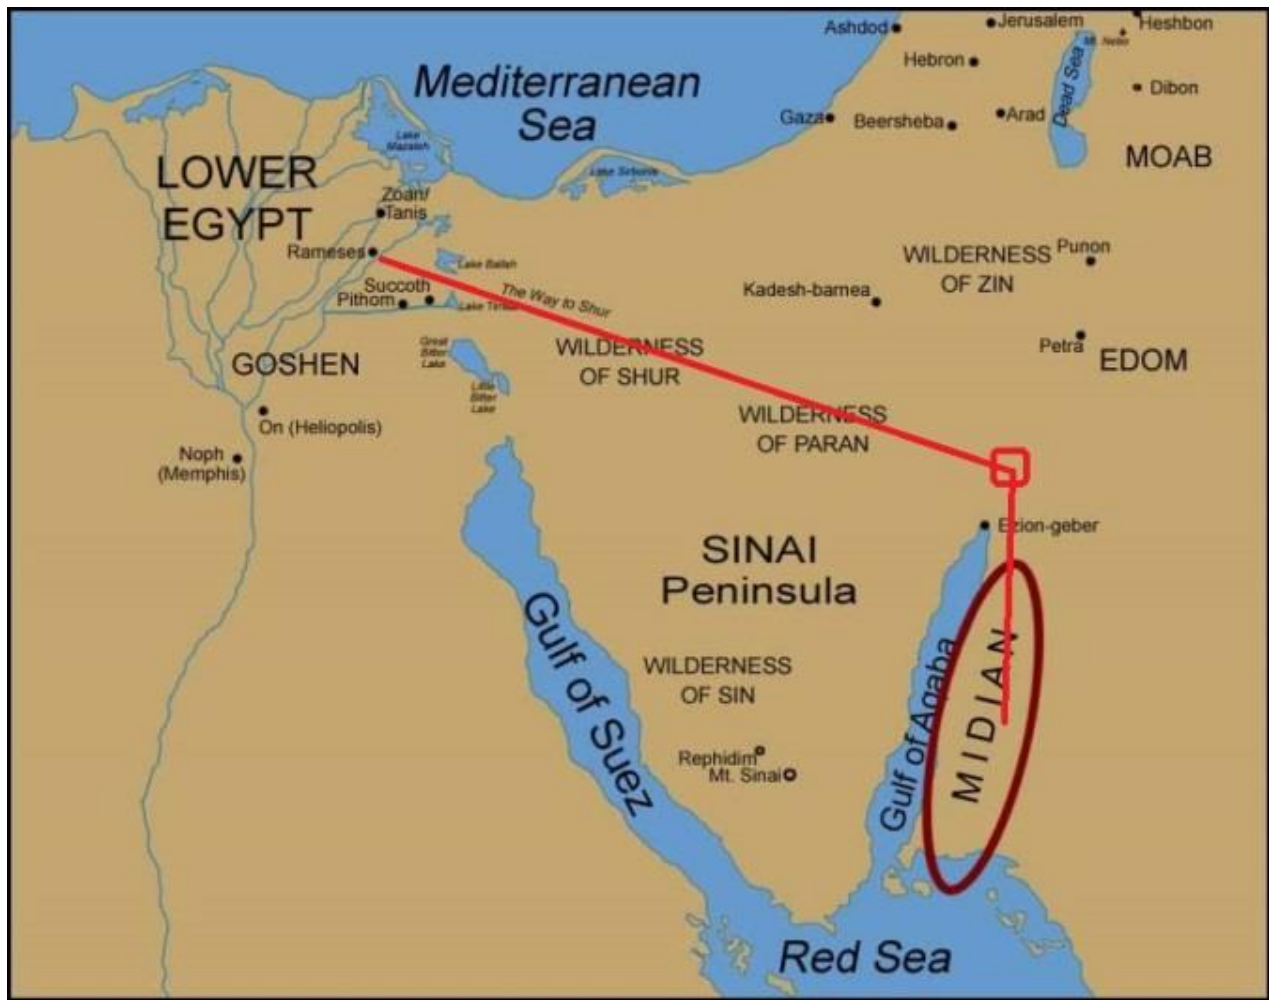 Ashdod
Jerusalem
Heshbon
Mt. Nebo
Hebron
Dead Sea
Dibon
Mediterranean
Sea
Gaza
Beersheba
Arad
MOAB
Lake
Mazaleh
Lake Sirbonis
LOWER
EGYPT
Zoan/
Tanis
Rameses
Lake Ballah
WILDERNESS
OF ZIN
Punon
Succoth
Pithom
Lake Timsah
The Way to Shur
Kadesh-barnea
Great
Bitter
Lake
WILDERNESS
OF SHUR
Petra
EDOM
GOSHEN
Little
Bitter
Lake
On (Heliopolis)
WILDERNESS
OF PARAN
Noph
(Memphis)
Ezion-geber
SINAI
Peninsula
Gulf of Suez
WILDERNESS
OF SIN
Gulf of Aqaba
MIDIAN
Rephidim
Mt. Sinai
Red Sea